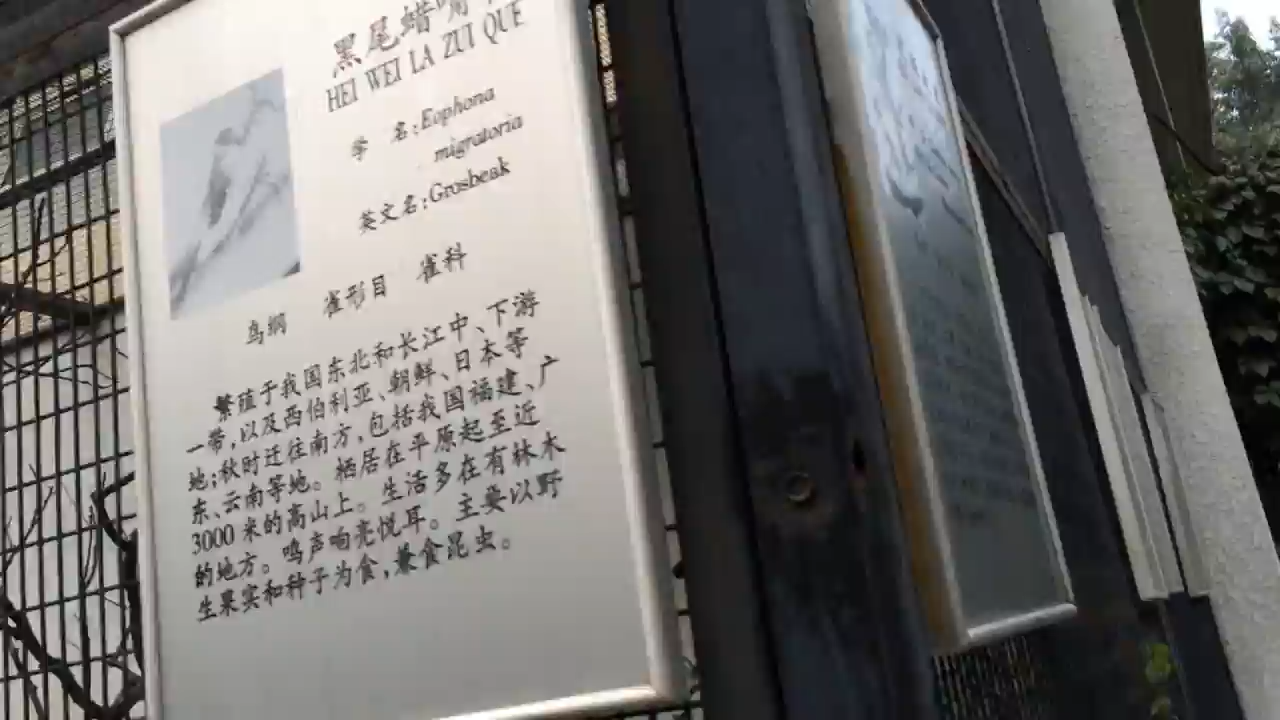 黑尾蜡嘴
HEI WEI LA ZUI QUE
学 名:Eophona
migratoria
英文名:Grosbeak
鸟纲 雀形目 雀科
繁殖于我国东北和长江中、下游
一带,以及西伯利亚、朝鲜、日本等
地;秋时迁往南方,包括我国福建、广
东、云南等地。栖居在平原起至近
3000 米的高山上。生活多在有林木
的地方。鸣声响亮悦耳。主要以野
生果实和种子为食,兼食昆虫。